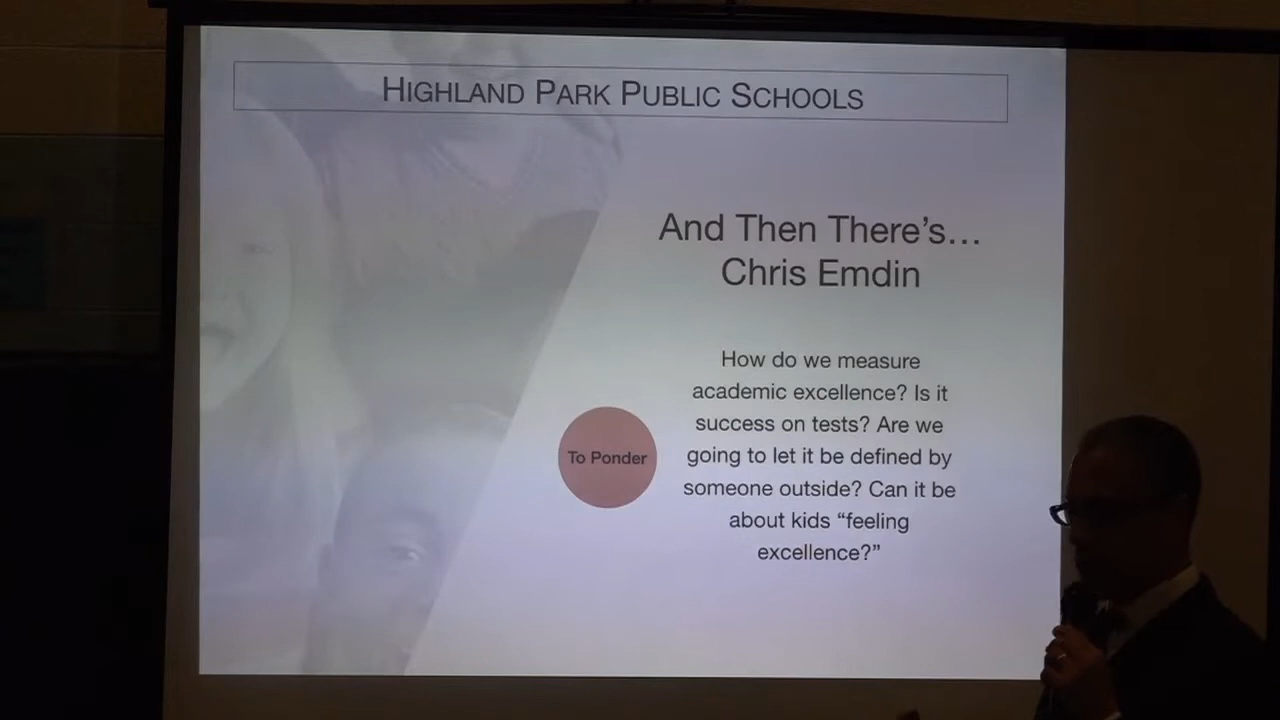 HIGHLAND PARK PUBLIC SCHOOLS
And Then There's…
Chris Emdin
How do we measure
academic excellence? Is it
success on tests? Are we
going to let it be defined by
someone outside? Can it be
about kids “feeling
excellence?”
To Ponder